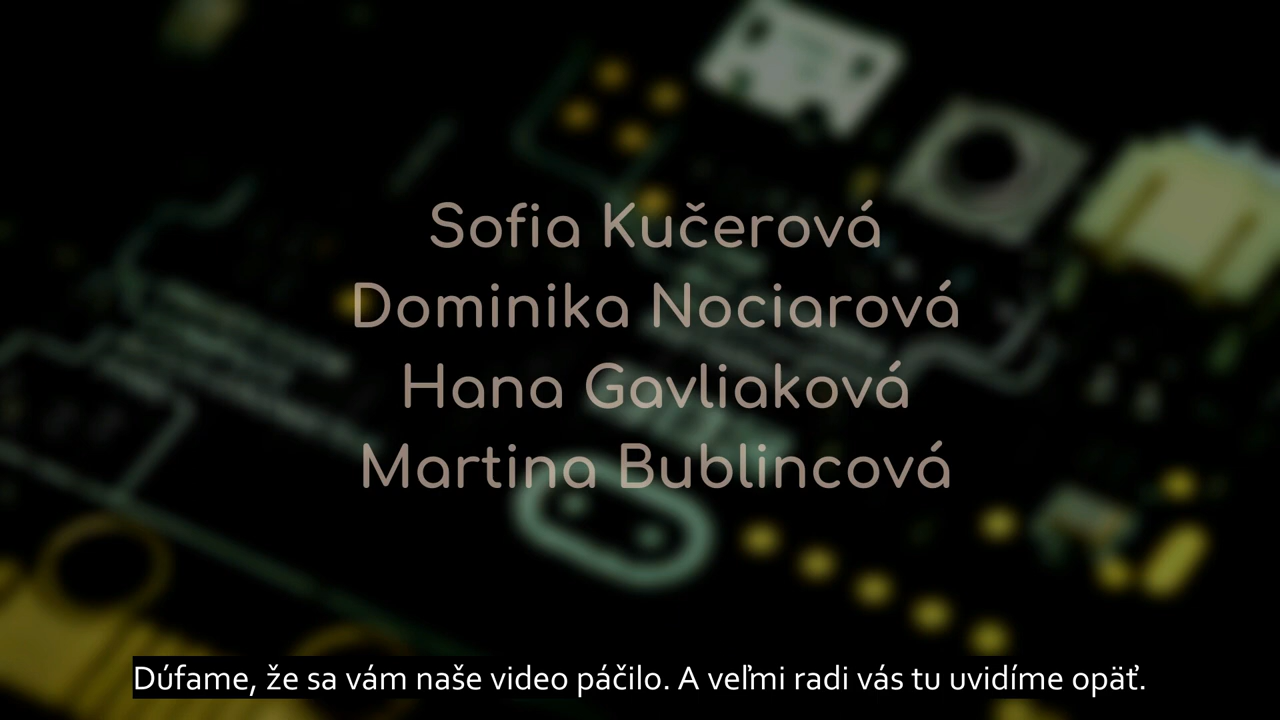 Sofia Kučerová
Dominika Nociarová
Hana Gavliaková
Martina Bublincová
Dúfame, že sa vám naše video páčilo. A veľmi radi vás tu uvidíme opäť.